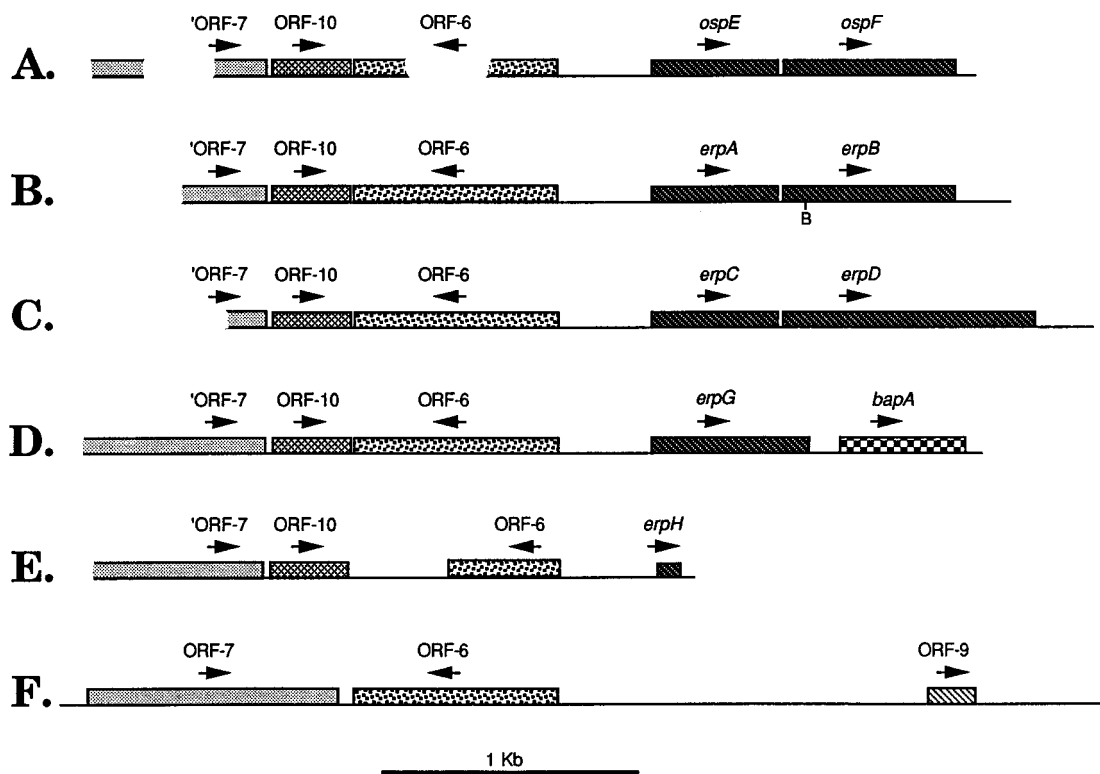 'ORF-7 ORF-10 ORF-6 ospE ospF
A.
'ORF-7 ORF-10 ORF-6 erpA erpB
B.
B
'ORF-7 ORF-10 ORF-6 erpC erpD
C.
'ORF-7 ORF-10 ORF-6 erpG bapA
D.
'ORF-7 ORF-10 ORF-6 erpH
E.
ORF-7 ORF-6 ORF-9
F.
1 Kb